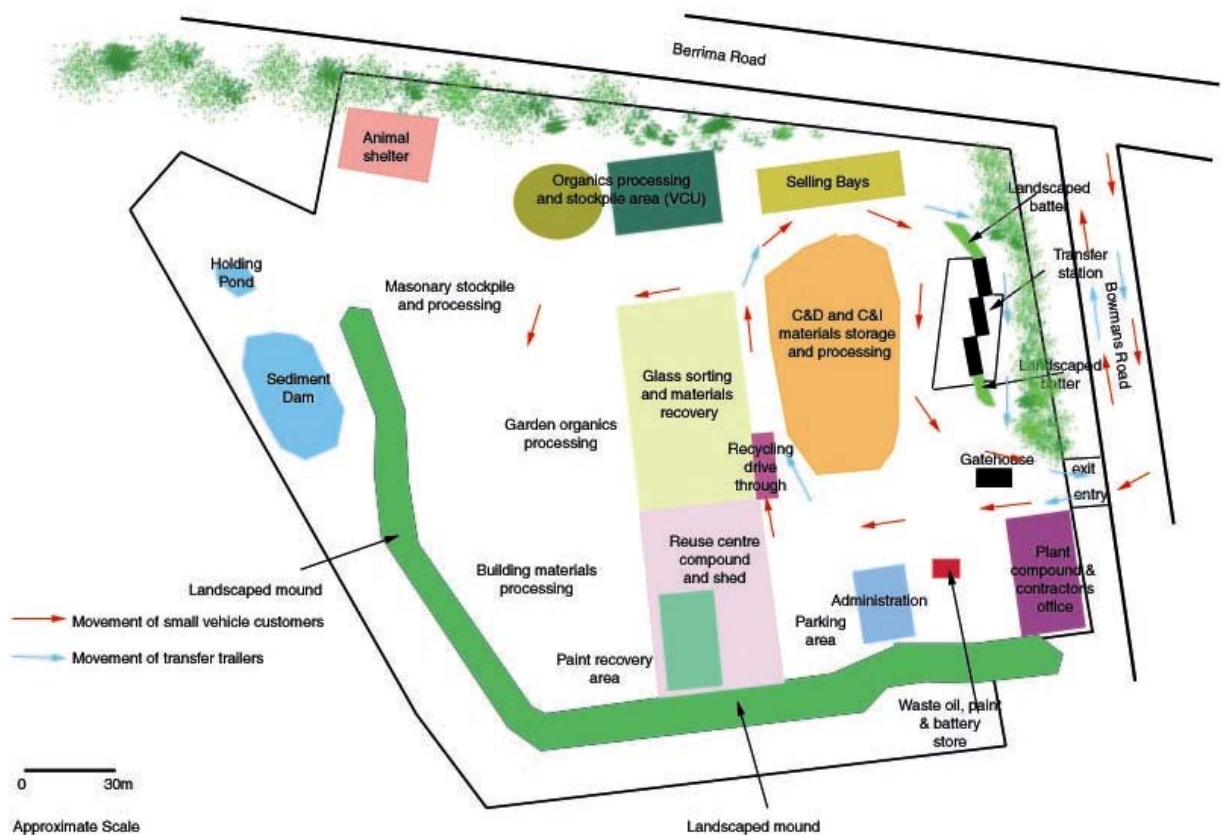 Berrima Road
Animal
shelter
Organics processing
and stockpile area (VCU)
Selling Bays
Landscaped
batter
Holding
Pond
Masonary stockpile
and processing
Transfer
station
C&D and C&I
materials storage
and processing
Bowmans Road
Sediment
Dam
Glass sorting
and materials
recovery
Landscaped
batter
Garden organics
processing
Recycling
drive
through
Gatehouse
exit
entry
Reuse centre
compound
and shed
Plant
compound &
contractors
office
Building materials
processing
Landscaped mound
Administration
Parking
area
Movement of small vehicle customers
Movement of transfer trailers
Paint recovery
area
Waste oil, paint
& battery
store
0 30m
Approximate Scale
Landscaped mound